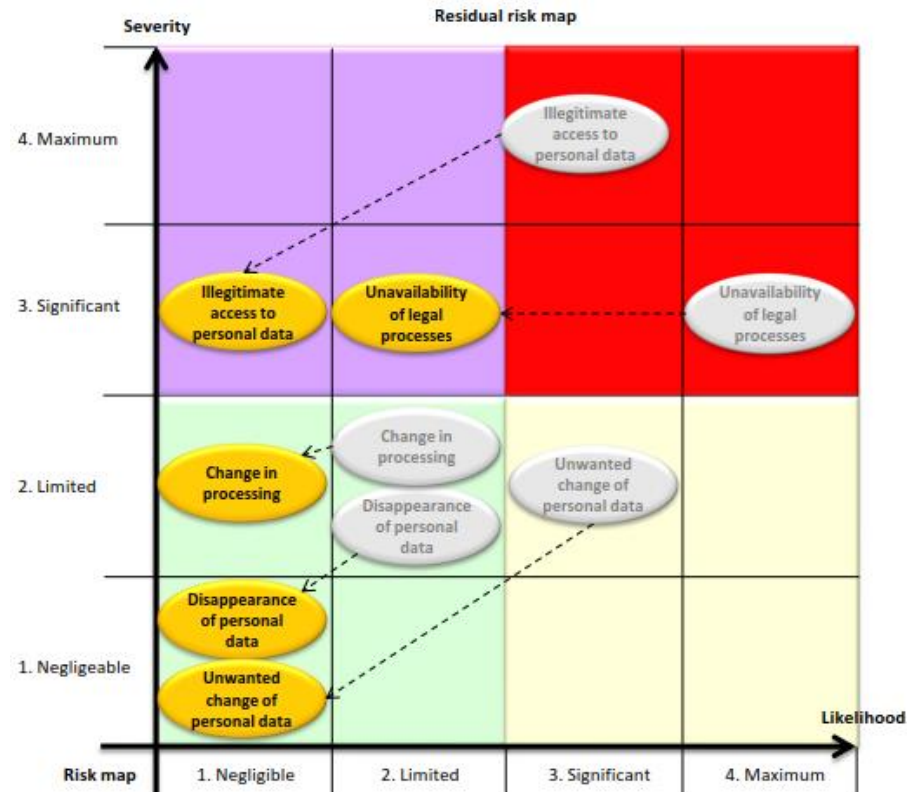 Residual risk map
Severity
4. Maximum
Illegitimate
access to
personal data
3. Significant
Illegitimate
access to
personal data
Unavailability
of legal
processes
Unavailability
of legal
processes
2. Limited
Change in
processing
Change in
processing
Disappearance
of personal
data
Unwanted
change of
personal data
1. Negligeable
Disappearance
of personal
data
Unwanted
change of
personal data
Likelihood
Risk map
1. Negligible
2. Limited
3. Significant
4. Maximum